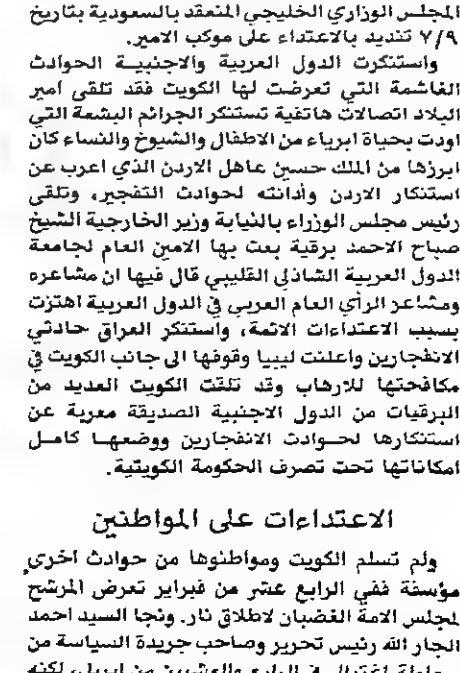 المجلس الوزاري الخليجي المنعقد بالسعودية بتاريخ
٧/٩ تنديد بالاعتداء على موكب الامير.
واستنكرت الدول العربية والاجنبية الحوادث
الغاشمة التي تعرضت لها الكويت فقد تلقى امير
البلاد اتصالات هاتفية تستنكر الجرائم البشعة التي
اودت بحياة ابرياء من الاطفال والشيوخ والنساء كان
ابرزها من الملك حسين عاهل الاردن الذي اعرب عن
استنكار الاردن وأدانته لحوادث التفجير، وتلقى
رئيس مجلس الوزراء بالنيابة وزير الخارجية الشيخ
صباح الاحمد برقية بعث بها الامين العام لجامعة
الدول العربية الشاذلي القليبي قال فيها ان مشاعره
ومشاعر الرأي العام العربي في الدول العربية اهتزت
بسبب الاعتداءات الاثمة، واستنكر العراق حادثي
الانفجارين واعلنت ليبيا وقوفها الى جانب الكويت في
مكافحتها للارهاب وقد تلقت الكويت العديد من
البرقيات من الدول الاجنبية الصديقة معربة عن
استنكارها لحوادث الانفجارين ووضعها كامل
امكاناتها تحت تصرف الحكومة الكويتية.
الاعتداءات على المواطنين
ولم تسلم الكويت ومواطنوها من حوادث اخرى
مؤسفة ففي الرابع عشر من فبراير تعرض المرشح
لمجلس الامة الغضبان لاطلاق نار. ونجا السيد احمد
الجار الله رئيس تحرير وصاحب جريدة السياسة من